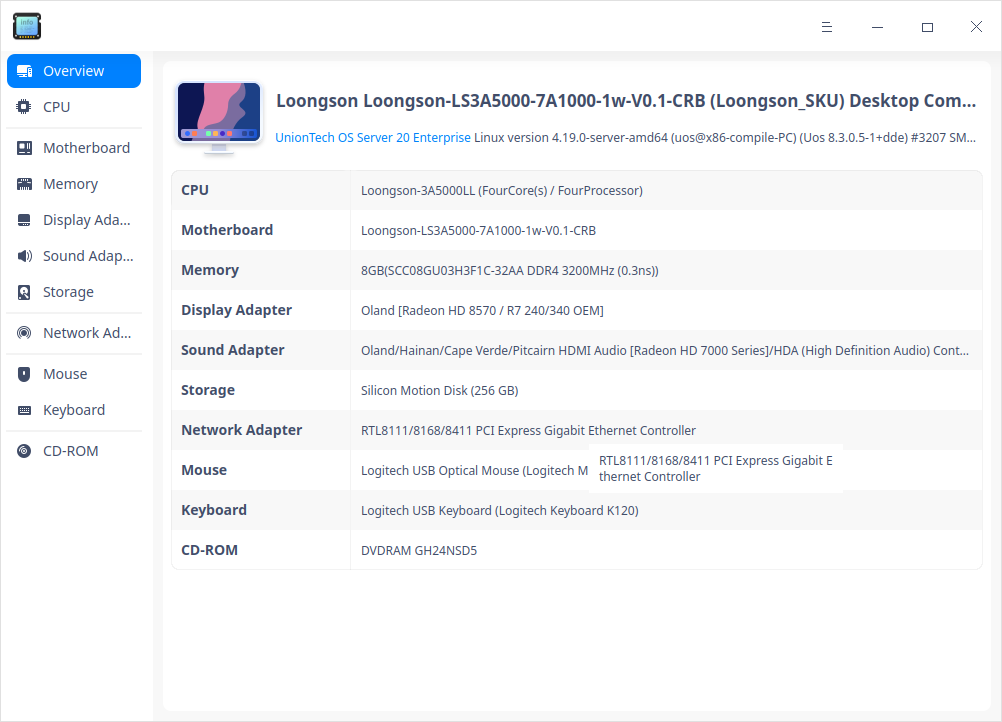 info
Overview
CPU
Motherboard
Memory
Display Ada...
Sound Adap...
Storage
Network Ad...
Mouse
Keyboard
CD-ROM
Loongson Loongson-LS3A5000-7A1000-1w-V0.1-CRB (Loongson_SKU) Desktop Com...
UnionTech OS Server 20 Enterprise Linux version 4.19.0-server-amd64 (uos@x86-compile-PC) (Uos 8.3.0.5-1+dde) #3207 SM...
CPU Loongson-3A5000LL (FourCore(s) / FourProcessor)
Motherboard Loongson-LS3A5000-7A1000-1w-V0.1-CRB
Memory 8GB(SCC08GU03H3F1C-32AA DDR4 3200MHz (0.3ns))
Display Adapter Oland [Radeon HD 8570 / R7 240/340 OEM]
Sound Adapter Oland/Hainan/Cape Verde/Pitcairn HDMI Audio [Radeon HD 7000 Series]/HDA (High Definition Audio) Cont...
Storage Silicon Motion Disk (256 GB)
Network Adapter RTL8111/8168/8411 PCI Express Gigabit Ethernet Controller
Mouse Logitech USB Optical Mouse (Logitech M
RTL8111/8168/8411 PCI Express Gigabit E
thernet Controller
Keyboard Logitech USB Keyboard (Logitech Keyboard K120)
CD-ROM DVDRAM GH24NSD5